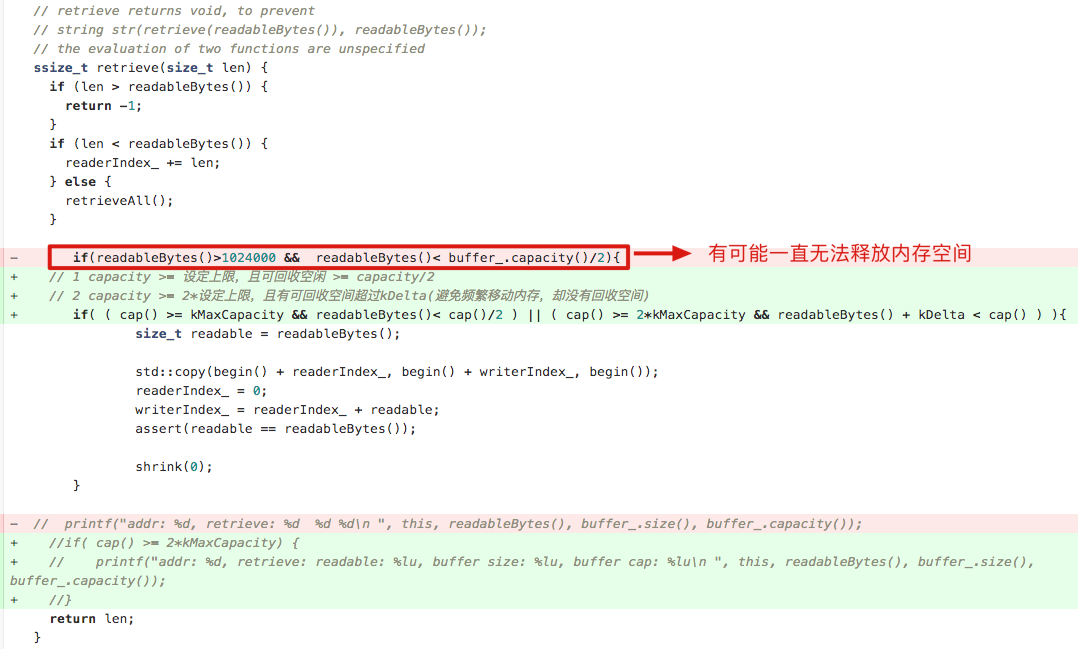 // retrieve returns void, to prevent
// string str(retrieve(readableBytes()), readableBytes());
// the evaluation of two functions are unspecified
ssize_t retrieve(size_t len) {
if (len > readableBytes()) {
return -1;
}
if (len < readableBytes()) {
readerIndex_ += len;
} else {
retrieveAll();
}
- if(readableBytes()>1024000 && readableBytes()< buffer_.capacity()/2){ 有可能一直无法释放内存空间
+ // 1 capacity >= 设定上限，且可回收空闲 >= capacity/2
+ // 2 capacity >= 2*设定上限，且有可回收空间超过kDelta(避免频繁移动内存，却没有回收空间)
+ if( ( cap() >= kMaxCapacity && readableBytes()< cap()/2 ) || ( cap() >= 2*kMaxCapacity && readableBytes() + kDelta < cap() ) ){
size_t readable = readableBytes();
std::copy(begin() + readerIndex_, begin() + writerIndex_, begin());
readerIndex_ = 0;
writerIndex_ = readerIndex_ + readable;
assert(readable == readableBytes());
shrink(0);
}
- // printf("addr: %d, retrieve: %d %d %d\n ", this, readableBytes(), buffer_.size(), buffer_.capacity());
+ //if( cap() >= 2*kMaxCapacity) {
+ // printf("addr: %d, retrieve: readable: %lu, buffer size: %lu, buffer cap: %lu\n ", this, readableBytes(), buffer_.size(),
buffer_.capacity());
+ //}
return len;
}